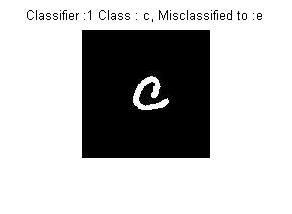 Classifier :1 Class : c, Misclassified to :e
c